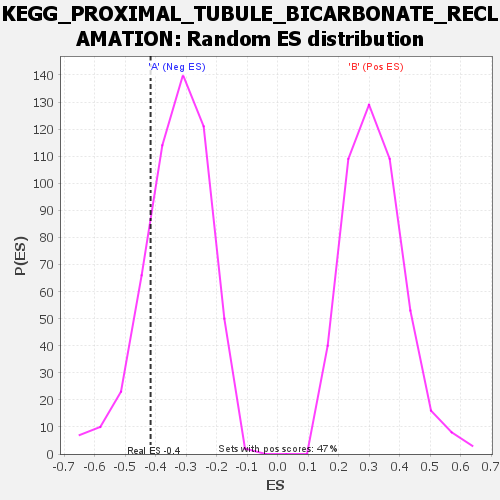 KEGG_PROXIMAL_TUBULE_BICARBONATE_RECL
AMATION: Random ES distribution
'A' (Neg ES) 'B' (Pos ES)
140
130
120
110
100
90
80
70
60
50
40
30
20
10
0
P(ES)
Real ES -0.4 Sets with pos scores: 47%
-0.7 -0.6 -0.5 -0.4 -0.3 -0.2 -0.1 0.0 0.1 0.2 0.3 0.4 0.5 0.6 0.7
ES